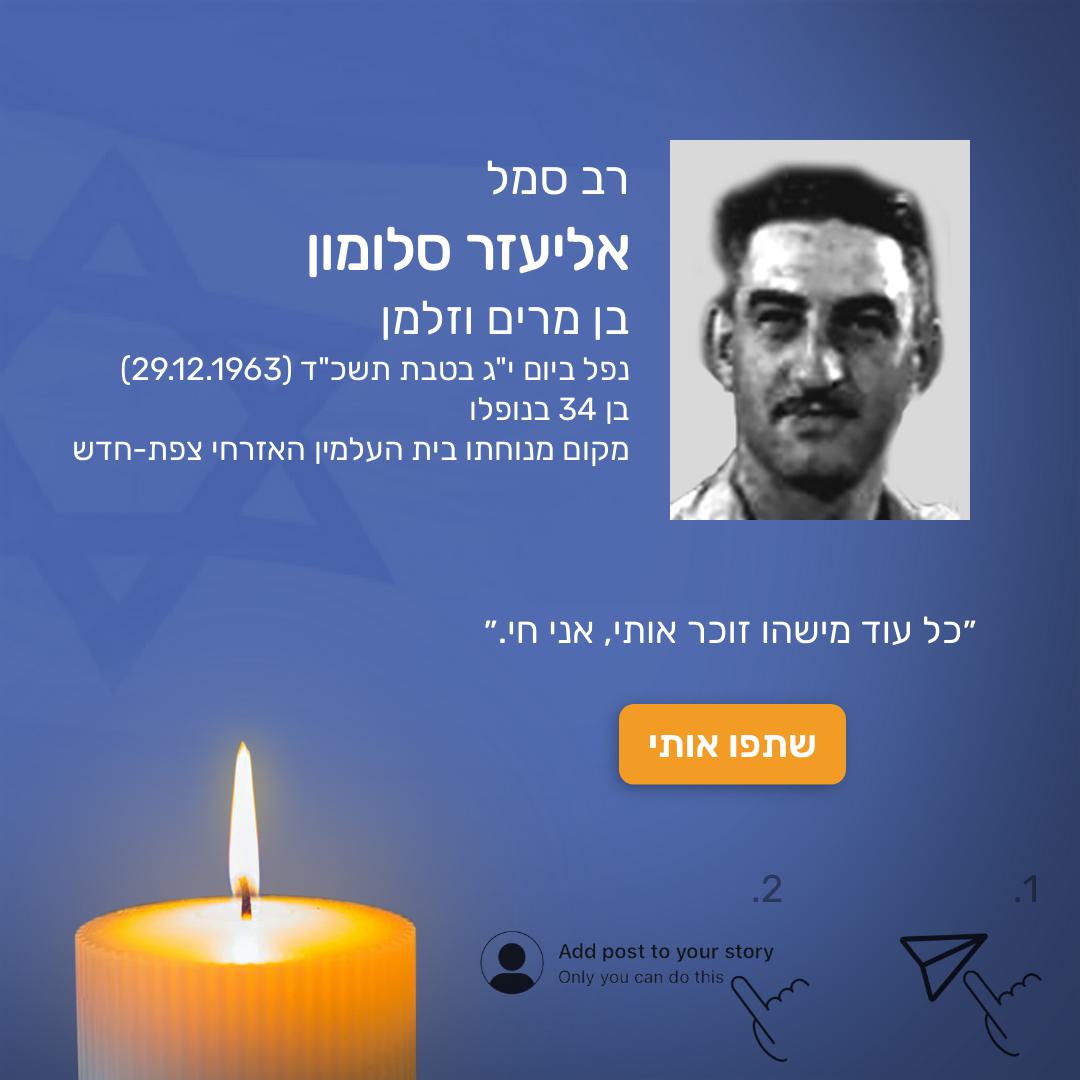 רב סמל
אליעזר סלומון
בן מרים וזלמן
נפל ביום י"ג בטבת תשכ"ד (29.12.1963)
בן 34 בנופלו
מקום מנוחתו בית העלמין האזרחי צפת-חדש
״כל עוד מישהו זוכר אותי, אני חי.״
שתפו אותי
.1
.2
Add post to your story
Only you can do this